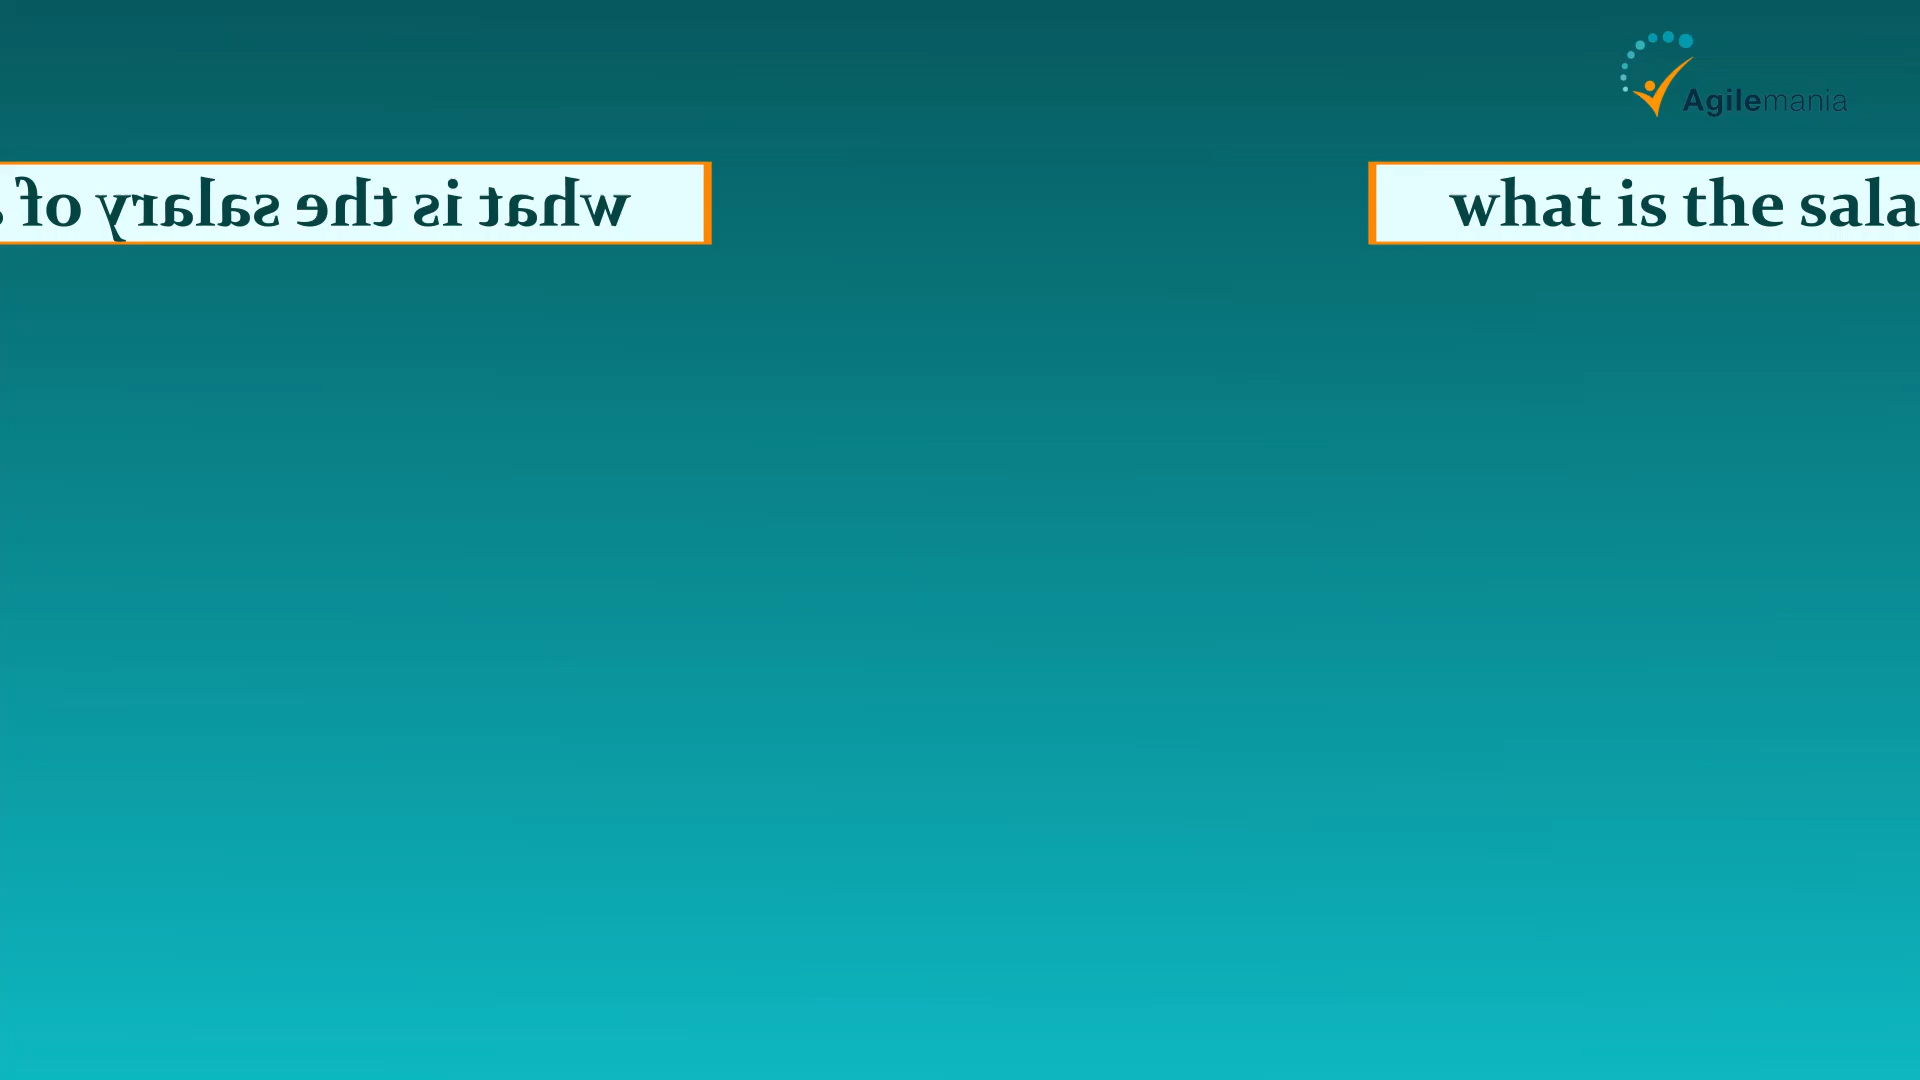 Agilemania
what is the salary of
what is the sala